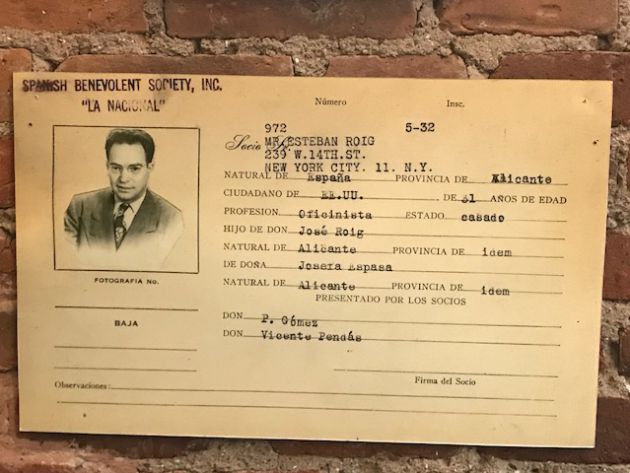 SPANISH BENEVOLENT SOCIETY, INC.
"LA NACIONAL"
Número Insc.
972 5-32
Socio MR. ESTEBAN ROIG
239 W.14TH.ST.
NEW YORK CITY. 11. N.Y.
NATURAL DE España PROVINCIA DE Alicante
CIUDADANO DE EE.UU. DE 31 AÑOS DE EDAD
PROFESION Oficinista ESTADO casado
HIJO DE DON José Roig
NATURAL DE Alicante PROVINCIA DE idem
DE DOÑA Josefa Espasa
NATURAL DE Alicante PROVINCIA DE idem
PRESENTADO POR LOS SOCIOS
DON P. Gómez
DON Vicente Pendás
FOTOGRAFIA No.
BAJA
Firma del Socio
Observaciones: